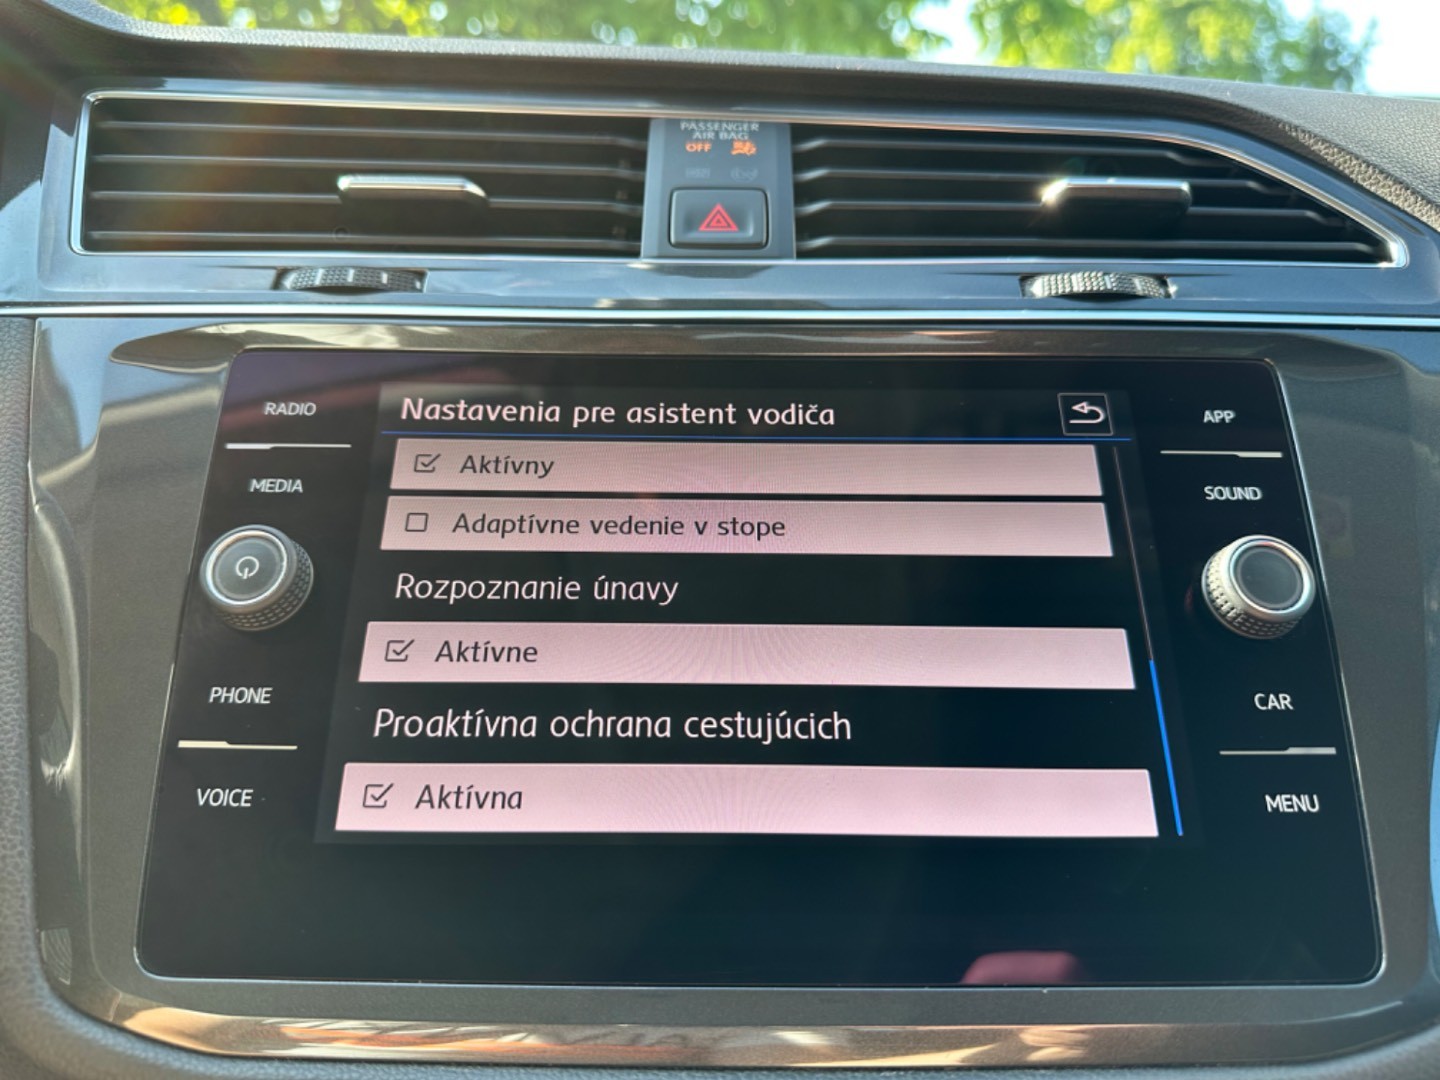 PASSENGER
AIR BAG
OFF
RADIO
MEDIA
PHONE
VOICE
Nastavenia pre asistent vodiča
Aktívny
Adaptívne vedenie v stope
Rozpoznanie únavy
Aktívne
Proaktívna ochrana cestujúcich
Aktívna
APP
SOUND
CAR
MENU